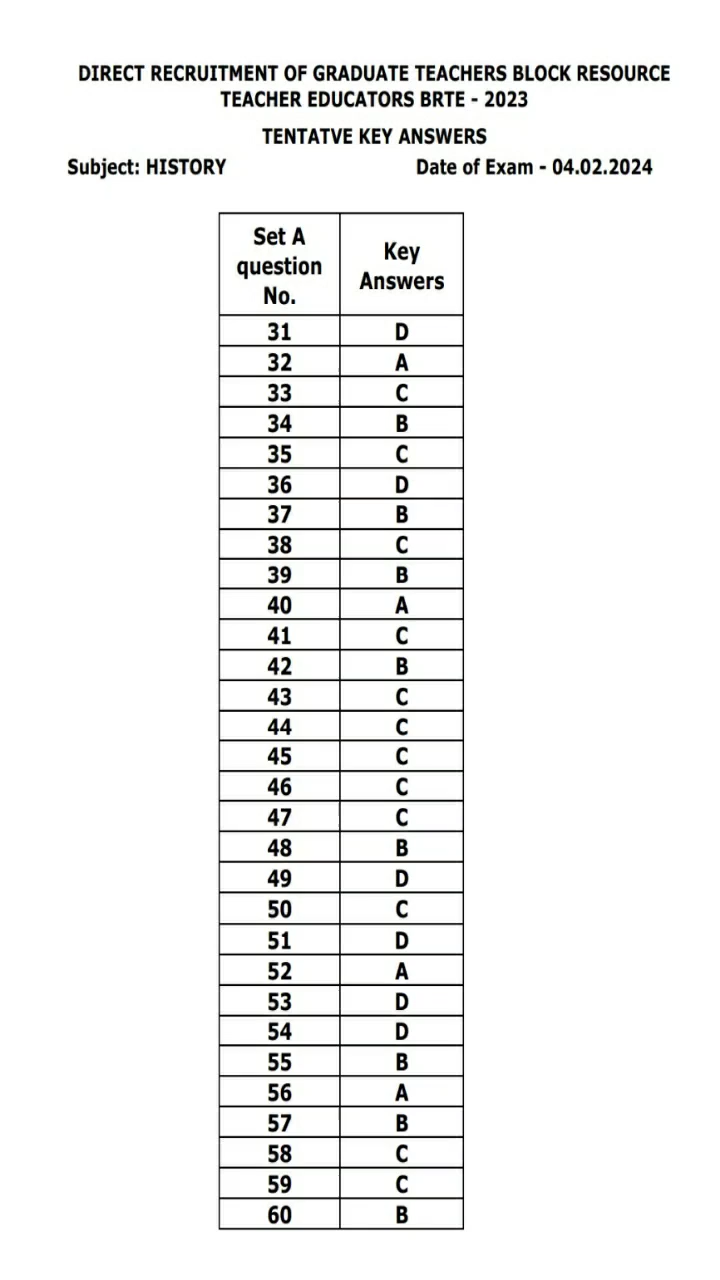 DIRECT RECRUITMENT OF GRADUATE TEACHERS BLOCK RESOURCE
TEACHER EDUCATORS BRTE - 2023
TENTATVE KEY ANSWERS
Subject: HISTORY Date of Exam - 04.02.2024
Set A question No. Key Answers
31 D
32 A
33 C
34 B
35 C
36 D
37 B
38 C
39 B
40 A
41 C
42 B
43 C
44 C
45 C
46 C
47 C
48 B
49 D
50 C
51 D
52 A
53 D
54 D
55 B
56 A
57 B
58 C
59 C
60 B